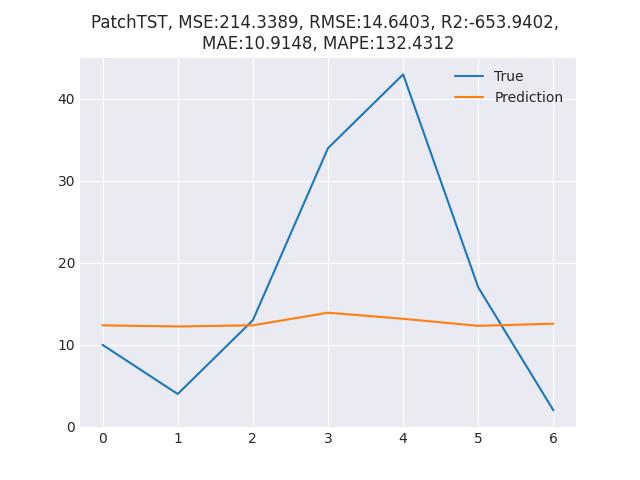 PatchTST, MSE:214.3389, RMSE:14.6403, R2:-653.9402,
MAE:10.9148, MAPE:132.4312
True
Prediction
40
30
20
10
0
0 1 2 3 4 5 6